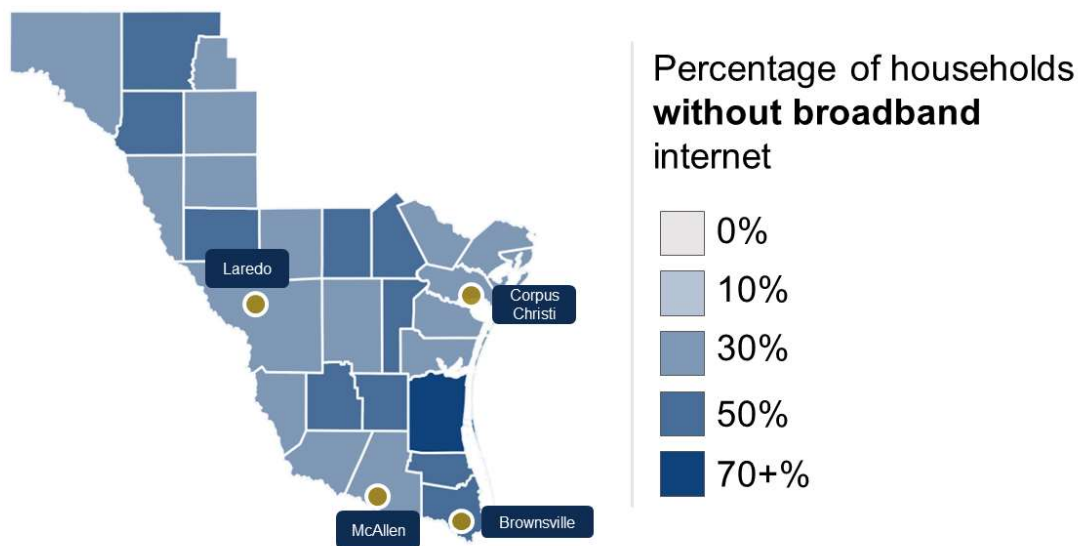 Percentage of households
without broadband
internet
0%
10%
30%
50%
70+%
Laredo
Corpus
Christi
McAllen
Brownsville